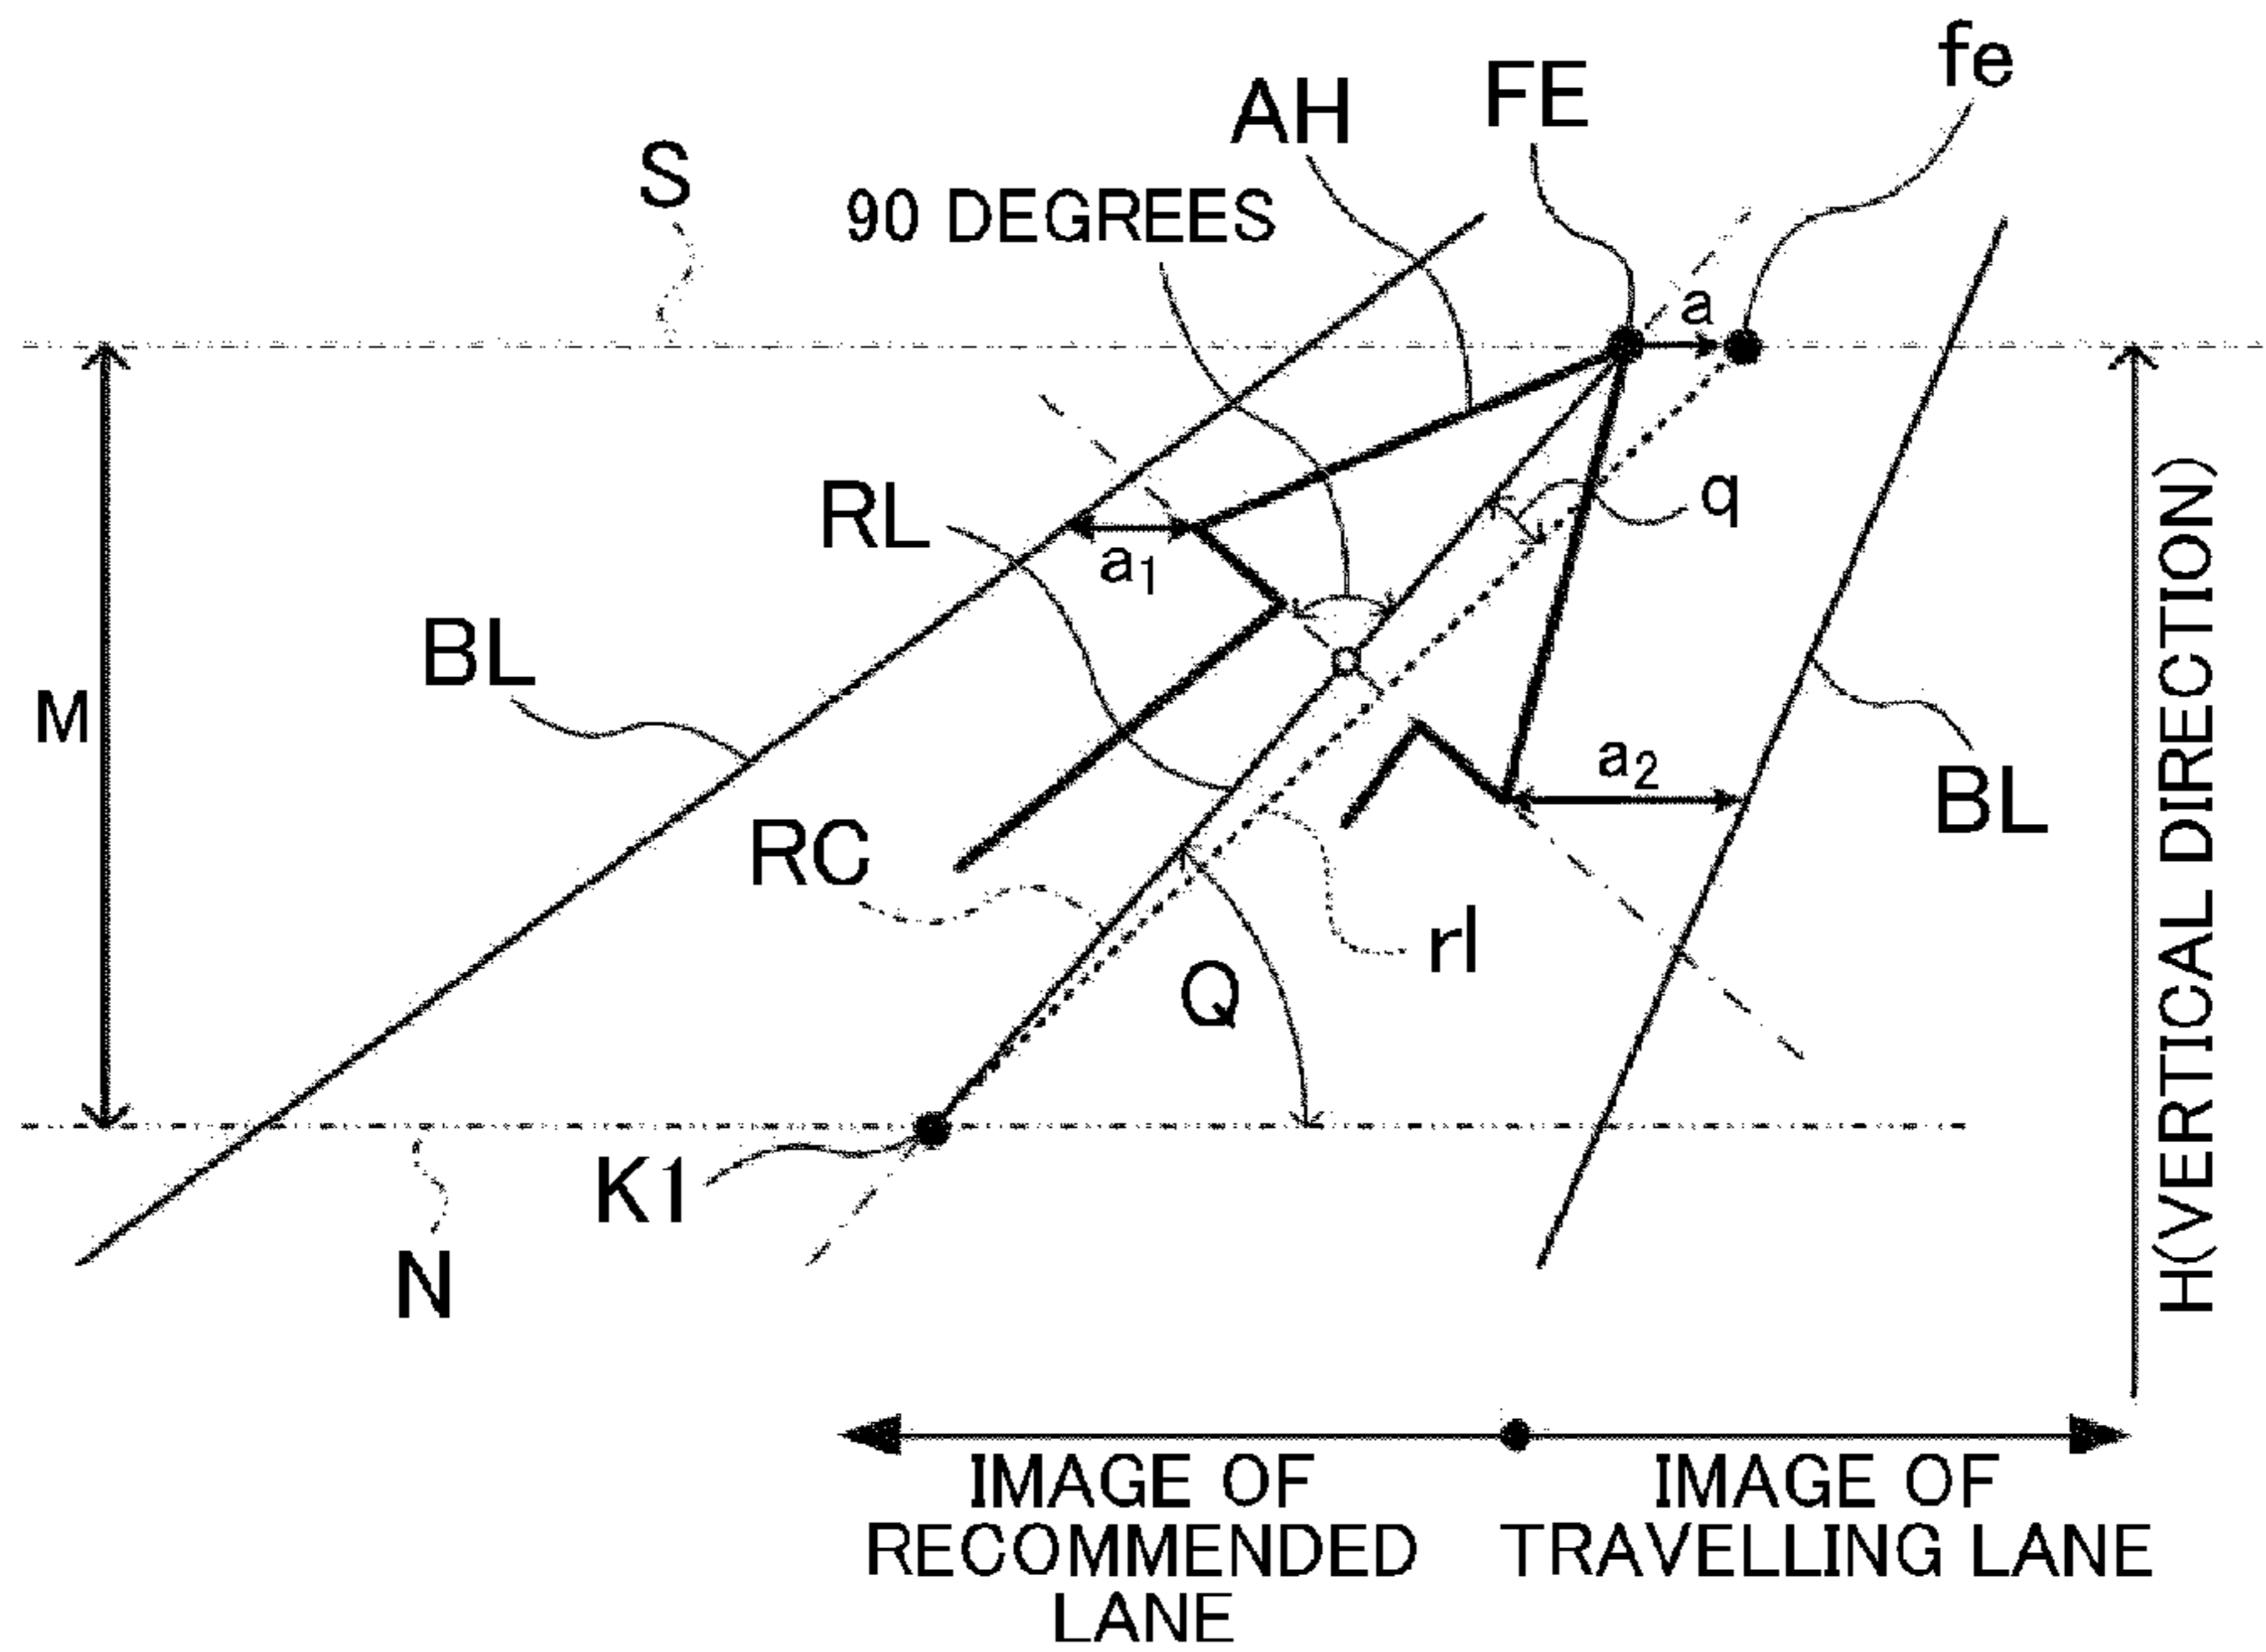 fe
FE
AH
S
90 DEGREES
a
RL
q
a1
BL
M
a2
BL
RC
rl
Q
K1
N
H(VERTICAL DIRECTION)
IMAGE OF
RECOMMENDED
LANE
IMAGE OF
TRAVELLING LANE